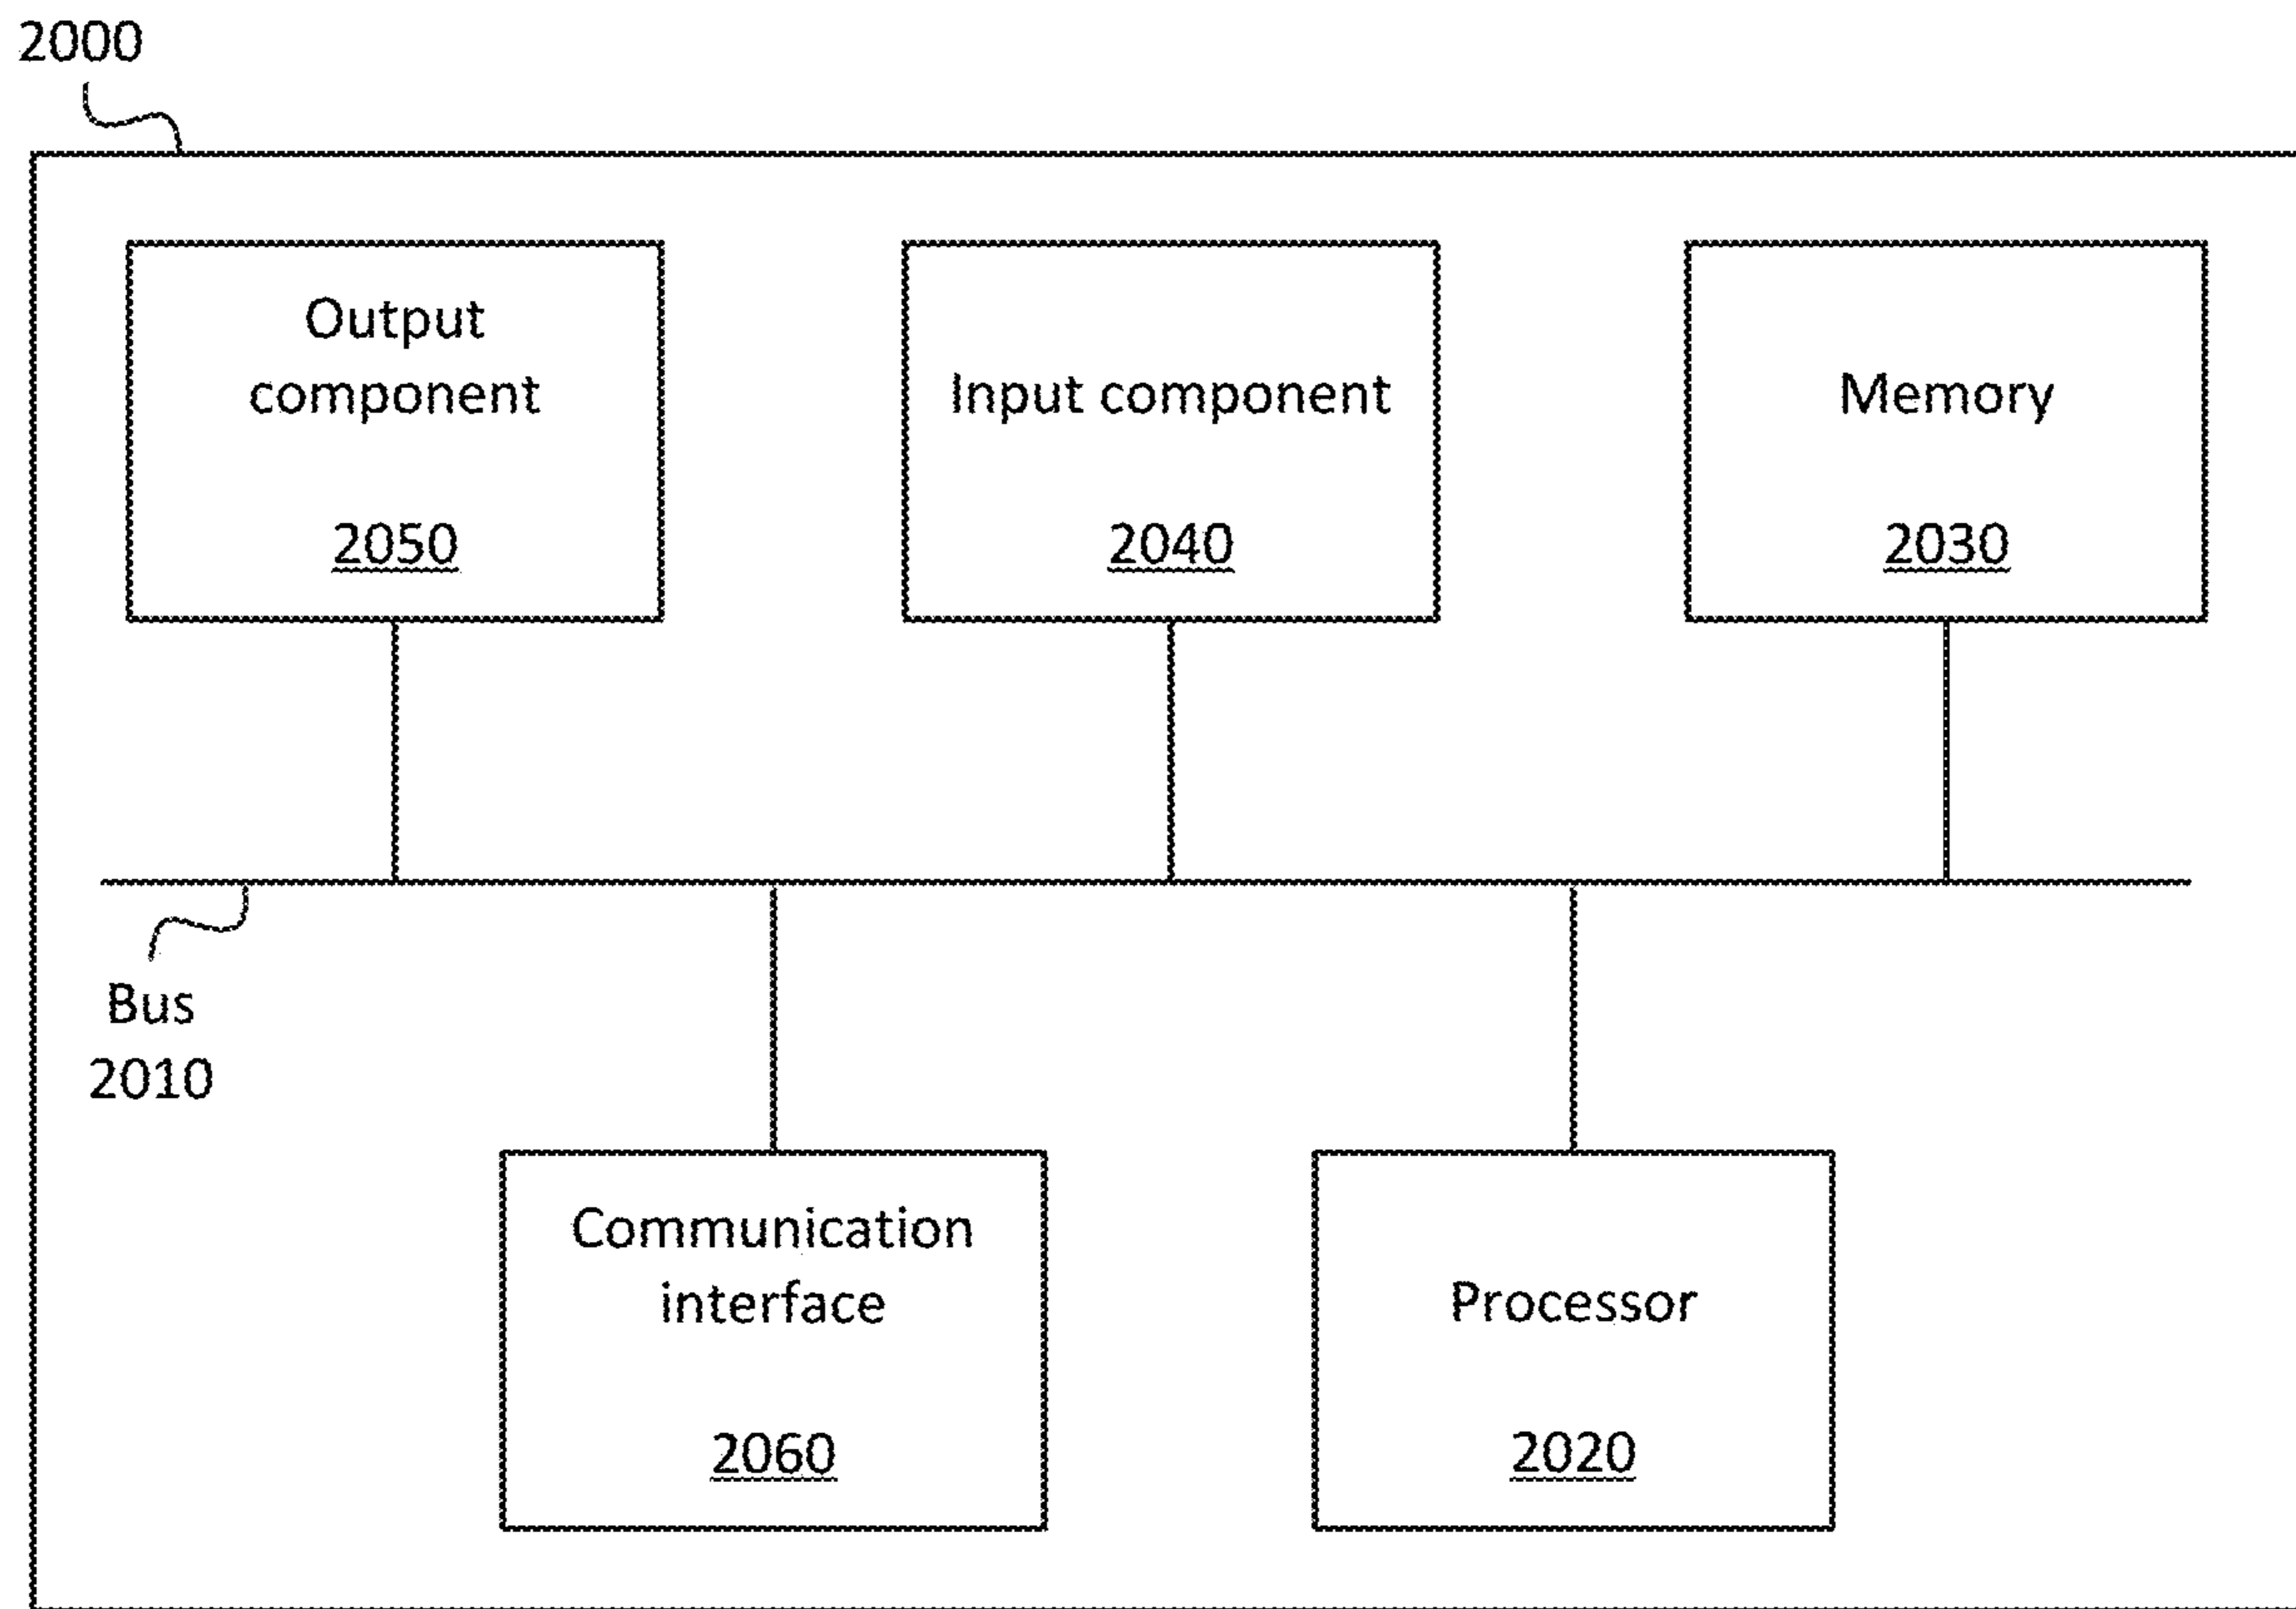 2000
Output
component
2050
Input component
2040
Memory
2030
Bus
2010
Communication
interface
2060
Processor
2020